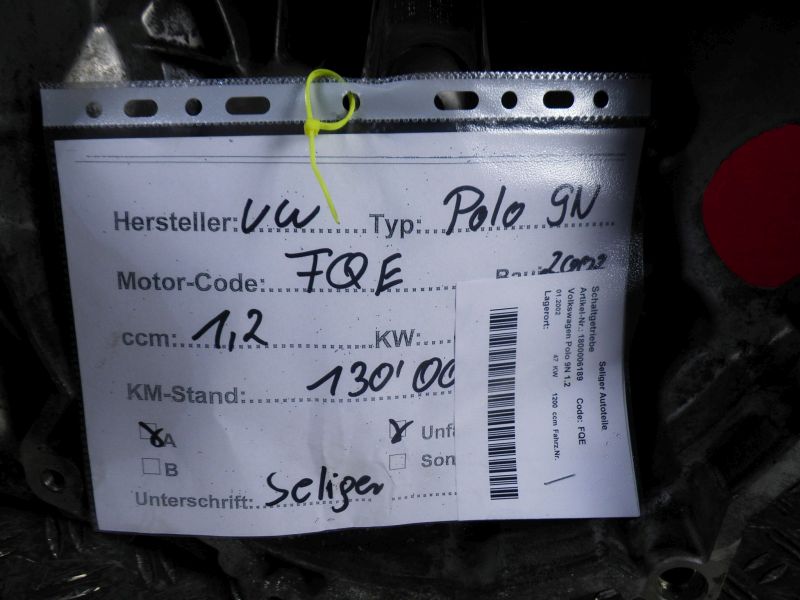 Hersteller: VW Typ: Polo 9N
Motor-Code: FQE
ccm: 1,2 KW:
KM-Stand: 130'00
A
B
Unterschrift: Seliger
Seliger Autoteile
Schaltgetriebe
Artikel-Nr.: 1800006189 Code: FQE
Volkswagen Polo 9N 1.2
01.2002 47 KW 1200 ccm Fahrz.Nr.
Lagerort: